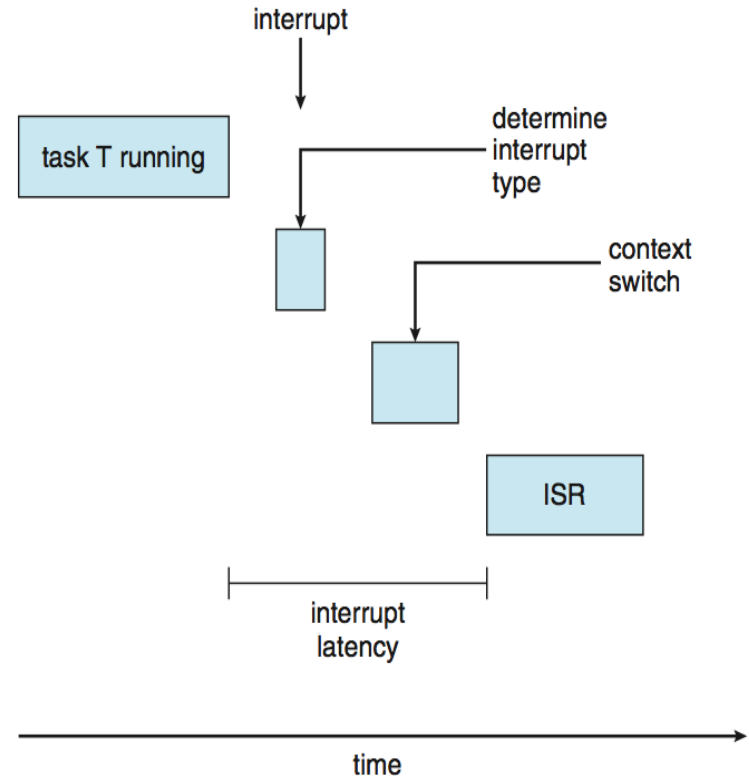 interrupt
task T running
determine
interrupt
type
context
switch
ISR
interrupt
latency
time